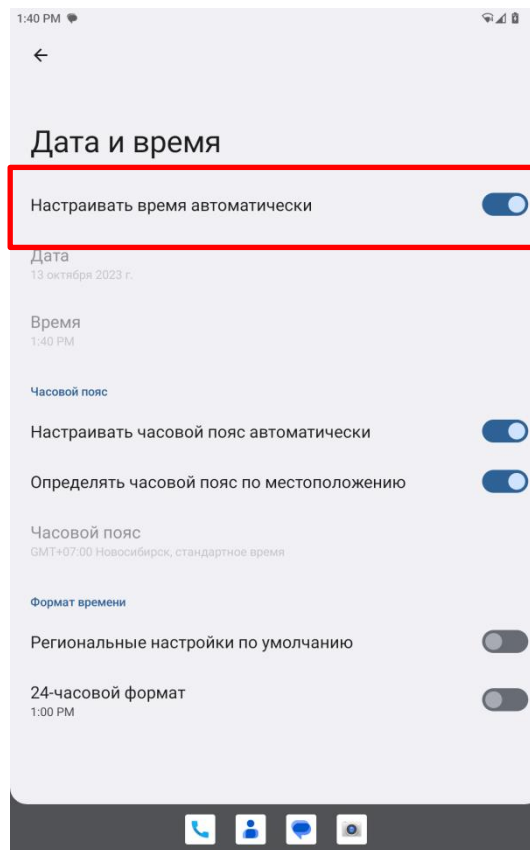 1:40 PM
Дата и время
Настраивать время автоматически
Дата
13 октября 2023 г.
Время
1:40 PM
Часовой пояс
Настраивать часовой пояс автоматически
Определять часовой пояс по местоположению
Часовой пояс
GMT+07:00 Новосибирск, стандартное время
Формат времени
Региональные настройки по умолчанию
24-часовой формат
1:00 PM